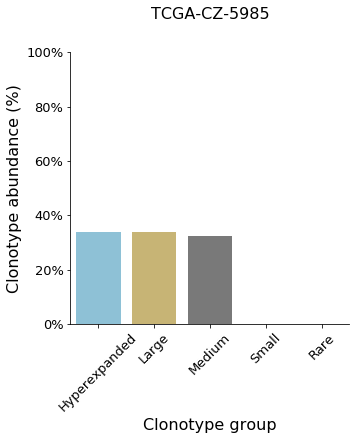 TCGA-CZ-5985
100%
80%
60%
40%
20%
0%
Clonotype abundance (%)
Hyperexpanded
Large
Medium
Small
Rare
Clonotype group